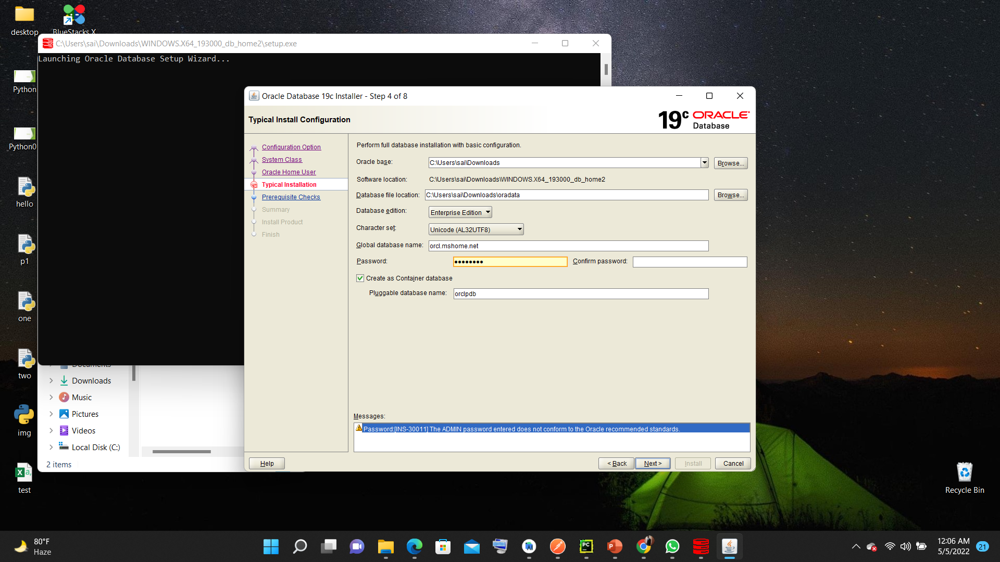 desktop
BlueStacks X
C:\Users\sai\Downloads\WINDOWS.X64_193000_db_home2\setup.exe
Launching Oracle Database Setup Wizard...
Python
Python0
hello
p1
one
two
img
test
Oracle Database 19c Installer - Step 4 of 8
Typical Install Configuration
19c ORACLE
Database
Configuration Option
System Class
Oracle Home User
Typical Installation
Prerequisite Checks
Summary
Install Product
Finish
Perform full database installation with basic configuration.
Oracle base: C:\Users\sai\Downloads Browse...
Software location: C:\Users\sai\Downloads\WINDOWS.X64_193000_db_home2
Database file location: C:\Users\sai\Downloads\oradata Browse...
Database edition: Enterprise Edition
Character set: Unicode (AL32UTF8)
Global database name: orcl.mshome.net
Password: •••••••• Confirm password:
Create as Container database
Pluggable database name: orclpdb
Messages:
Password:[INS-30011] The ADMIN password entered does not conform to the Oracle recommended standards.
Help < Back Next > Install Cancel
Documents
Downloads
Music
Pictures
Videos
Local Disk (C:)
2 items
Recycle Bin
80°F
Haze
12:06 AM
5/5/2022
21